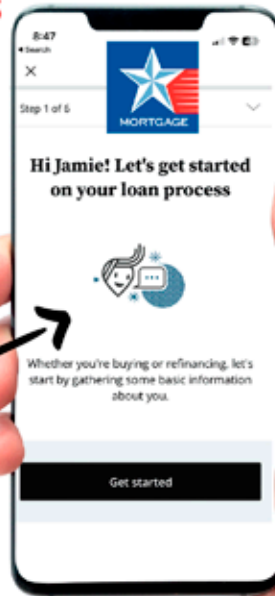 8:47
Search
Step 1 of 6
MORTGAGE
Hi Jamie! Let's get started
on your loan process
Whether you're buying or refinancing, let's
start by gathering some basic information
about you.
Get started